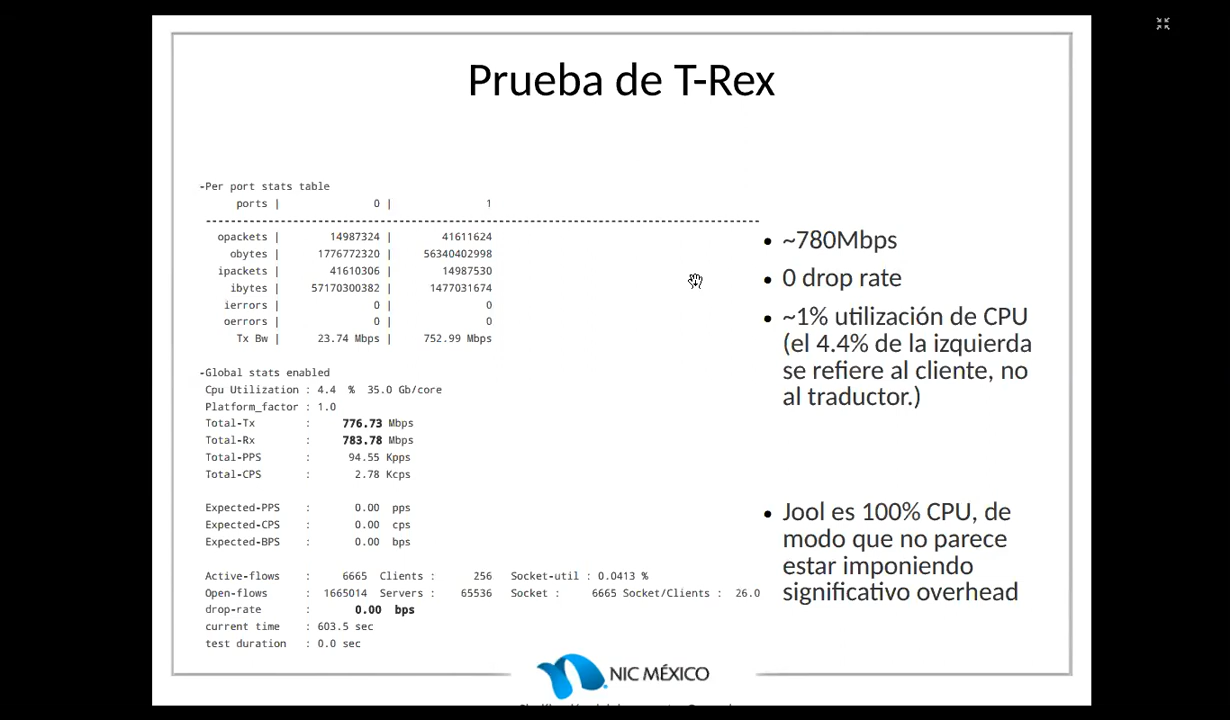 Prueba de T-Rex
-Per port stats table
ports | 0 | 1
opackets | 14987324 | 41611624
obytes | 1776772320 | 56340402998
ipackets | 41610306 | 14987530
ibytes | 57170300382 | 1477031674
ierrors | 0 | 0
oerrors | 0 | 0
Tx Bw | 23.74 Mbps | 752.99 Mbps
-Global stats enabled
Cpu Utilization : 4.4 % 35.0 Gb/core
Platform_factor : 1.0
Total-Tx : 776.73 Mbps
Total-Rx : 783.78 Mbps
Total-PPS : 94.55 Kpps
Total-CPS : 2.78 Kcps
Expected-PPS : 0.00 pps
Expected-CPS : 0.00 cps
Expected-BPS : 0.00 bps
Active-flows : 6665 Clients : 256 Socket-util : 0.0413 %
Open-flows : 1665014 Servers : 65536 Socket : 6665 Socket/Clients : 26.0
drop-rate : 0.00 bps
current time : 603.5 sec
test duration : 0.0 sec
• ~780Mbps
• 0 drop rate
• ~1% utilización de CPU
(el 4.4% de la izquierda
se refiere al cliente, no
al traductor.)
• Jool es 100% CPU, de
modo que no parece
estar imponiendo
significativo overhead
NIC MÉXICO